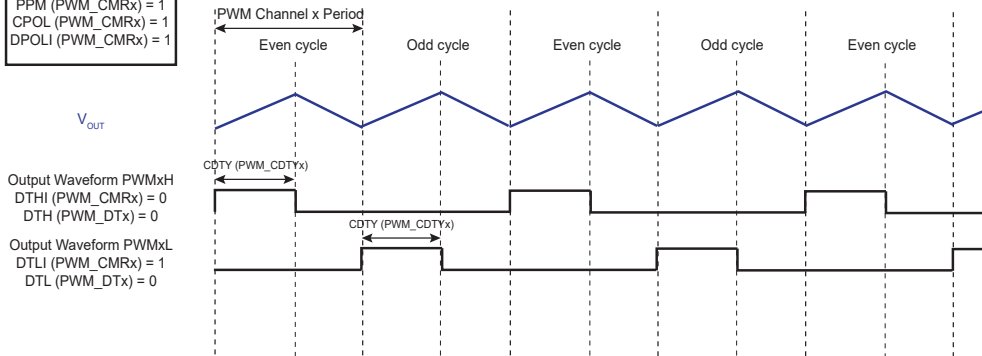 PPM (PWM_CMRx) = 1
CPOL (PWM_CMRx) = 1
DPOLI (PWM_CMRx) = 1
PWM Channel x Period
Even cycle
Odd cycle
Even cycle
Odd cycle
Even cycle
VOUT
CDTY (PWM_CDTYx)
Output Waveform PWMxH
DTHI (PWM_CMRx) = 0
DTH (PWM_DTx) = 0
CDTY (PWM_CDTYx)
Output Waveform PWMxL
DTLI (PWM_CMRx) = 1
DTL (PWM_DTx) = 0